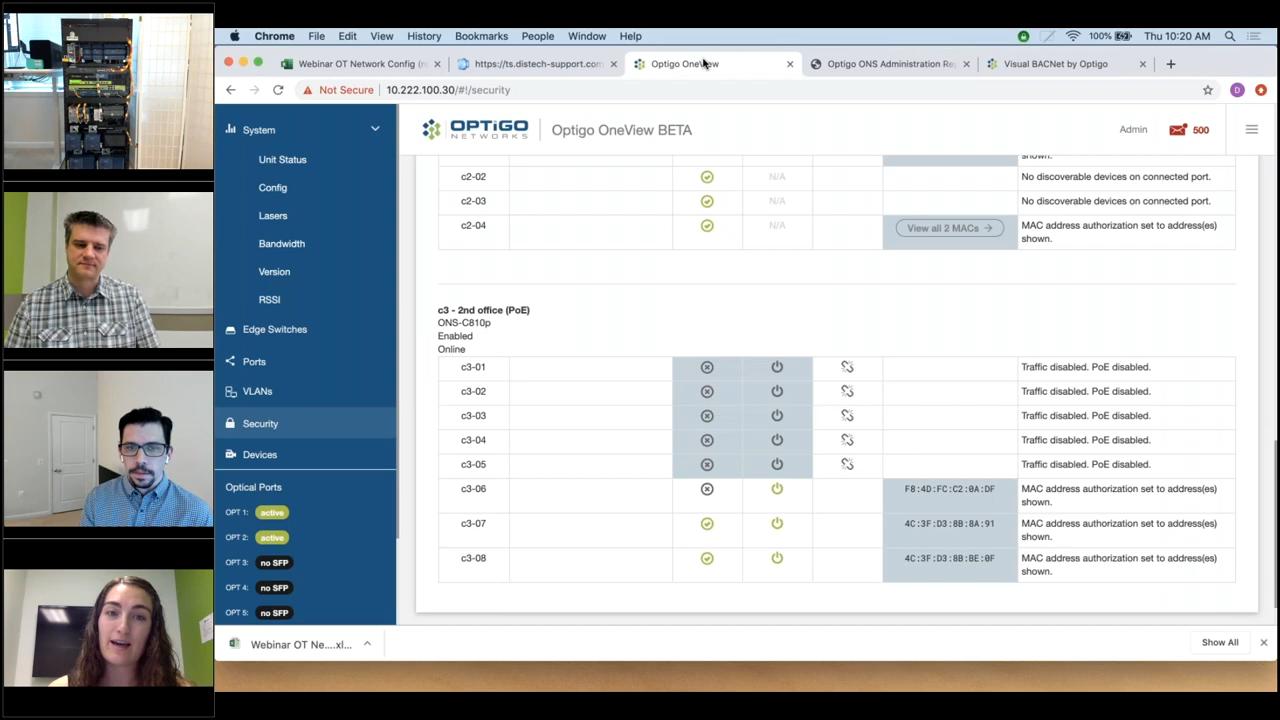 Chrome File Edit View History Bookmarks People Window Help 100% Thu 10:20 AM
Webinar OT Network Config (r
https://ts.distech-support.com
Optigo OneView
Optigo ONS Administration Re
Visual BACNet by Optigo
Not Secure 10.222.100.30/#!/security D
System
Unit Status
Config
Lasers
Bandwidth
Version
RSSI
Edge Switches
Ports
VLANs
Security
Devices
Optical Ports
OPT 1: active
OPT 2: active
OPT 3: no SFP
OPT 4: no SFP
OPT 5: no SFP
OPTIGO NETWORKS Optigo OneView BETA Admin 500
shown.
c2-02 N/A No discoverable devices on connected port.
c2-03 N/A No discoverable devices on connected port.
c2-04 N/A View all 2 MACs → MAC address authorization set to address(es)
shown.
c3 - 2nd office (PoE)
ONS-C810p
Enabled
Online
c3-01 Traffic disabled. PoE disabled.
c3-02 Traffic disabled. PoE disabled.
c3-03 Traffic disabled. PoE disabled.
c3-04 Traffic disabled. PoE disabled.
c3-05 Traffic disabled. PoE disabled.
c3-06 F8:4D:FC:C2:0A:DF MAC address authorization set to address(es)
shown.
c3-07 4C:3F:D3:8B:8A:91 MAC address authorization set to address(es)
shown.
c3-08 4C:3F:D3:8B:BE:0F MAC address authorization set to address(es)
shown.
Webinar OT Ne....xl... Show All